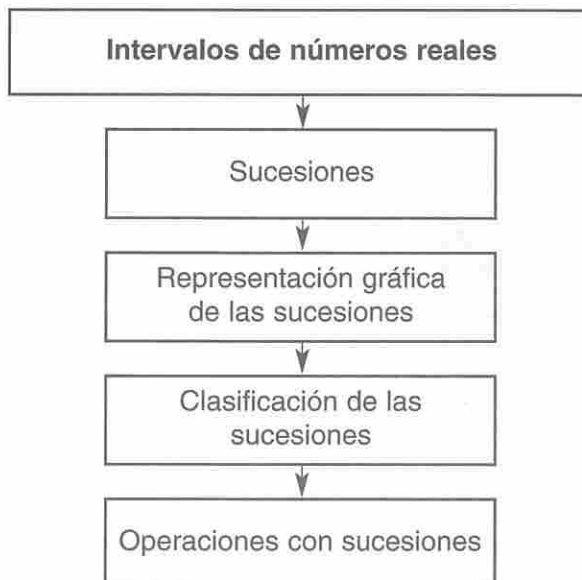 Intervalos de números reales
Sucesiones
Representación gráfica
de las sucesiones
Clasificación de las
sucesiones
Operaciones con sucesiones